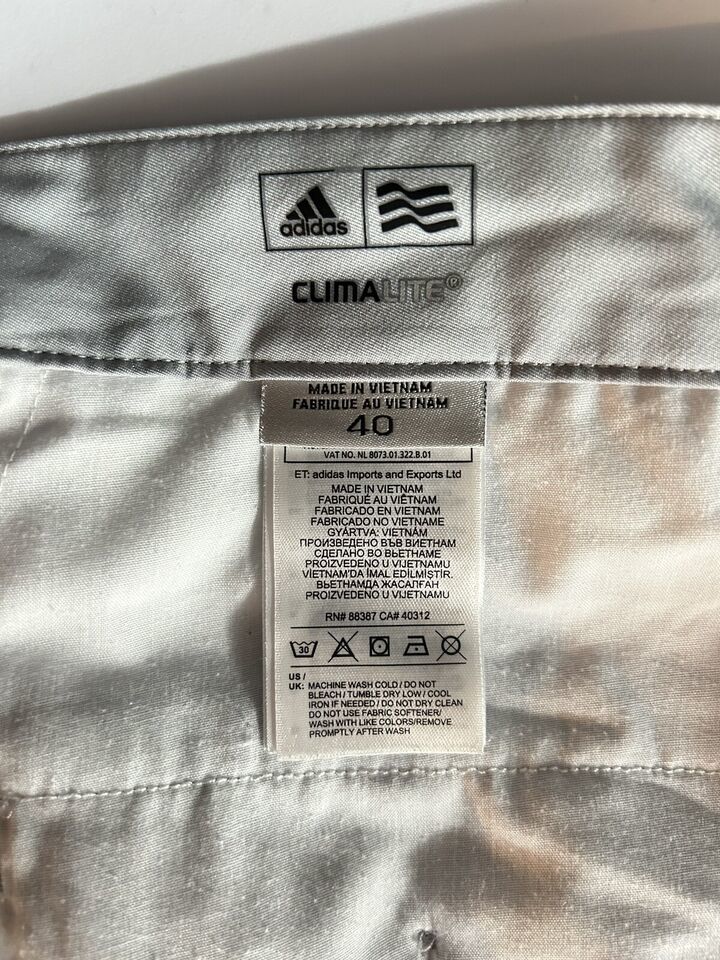 adidas
CLIMALITE®
MADE IN VIETNAM
FABRIQUE AU VIETNAM
40
VAT NO. NL 8073.01.322.B.01
ET: adidas Imports and Exports Ltd
MADE IN VIETNAM
FABRIQUÉ AU VIÊTNAM
FABRICADO EN VIETNAM
FABRICADO NO VIETNAME
GYÁRTVA: VIETNÁM
ПРОИЗВЕДЕНО ВЪВ ВИЕТНАМ
СДЕЛАНО ВО ВЬЕТНАМЕ
PROIZVEDENO U VIJETNAMU
VİETNAM'DA İMAL EDİLMİŞTİR.
ВЬЕТНАМДА ЖАСАЛҒАН
PROIZVEDENO U VIJETNAMU
RN# 88387 CA# 40312
30
US /
UK: MACHINE WASH COLD / DO NOT
BLEACH / TUMBLE DRY LOW / COOL
IRON IF NEEDED / DO NOT DRY CLEAN
DO NOT USE FABRIC SOFTENER/
WASH WITH LIKE COLORS/REMOVE
PROMPTLY AFTER WASH